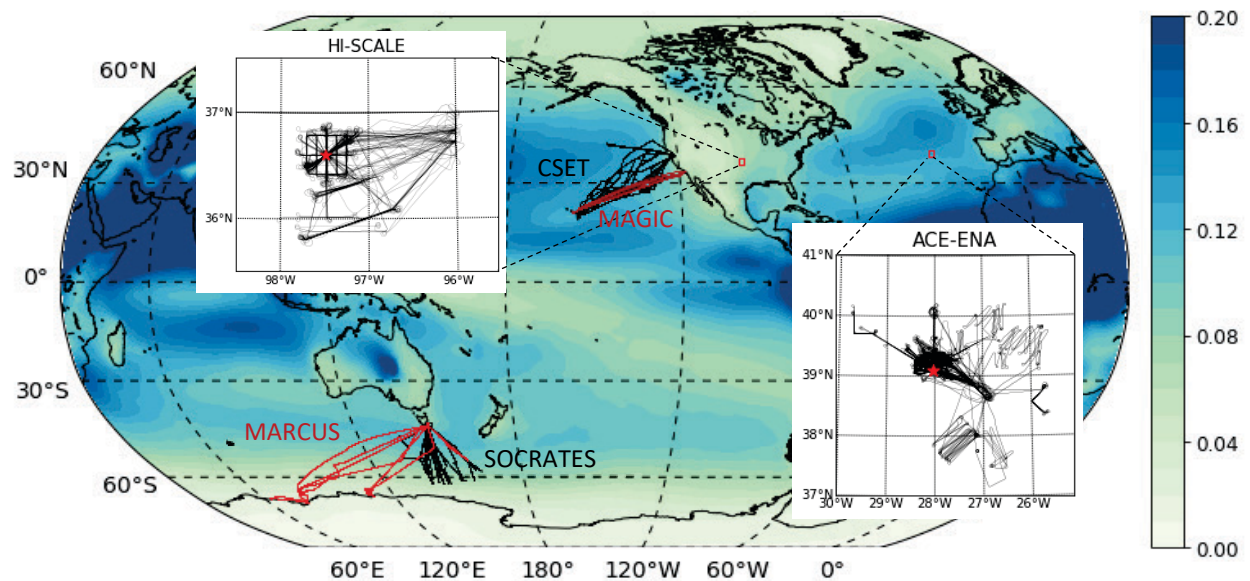 HI-SCALE
37°N
36°N
98°W 97°W 96°W
60°N
30°N
0°
30°S
60°S
CSET
MAGIC
ACE-ENA
41°N
40°N
39°N
38°N
37°N
30°W 29°W 28°W 27°W 26°W
MARCUS
SOCRATES
60°E 120°E 180° 120°W 60°W 0°
0.20
0.16
0.12
0.08
0.04
0.00